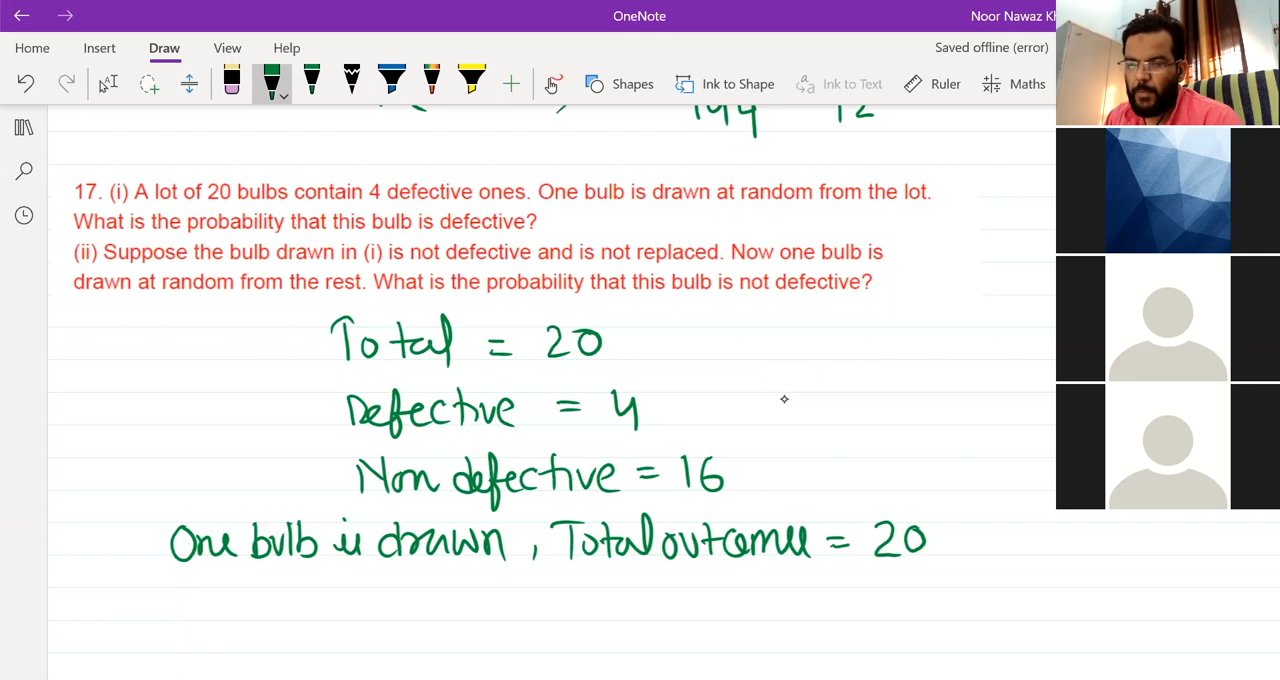 OneNote
Noor Nawaz Kh
Home Insert Draw View Help
Saved offline (error)
Shapes Ink to Shape Ink to Text Ruler Maths
144 12
17. (i) A lot of 20 bulbs contain 4 defective ones. One bulb is drawn at random from the lot.
What is the probability that this bulb is defective?
(ii) Suppose the bulb drawn in (i) is not defective and is not replaced. Now one bulb is
drawn at random from the rest. What is the probability that this bulb is not defective?
Total = 20
Defective = 4
Non defective = 16
One bulb is drawn, Total outcomes = 20